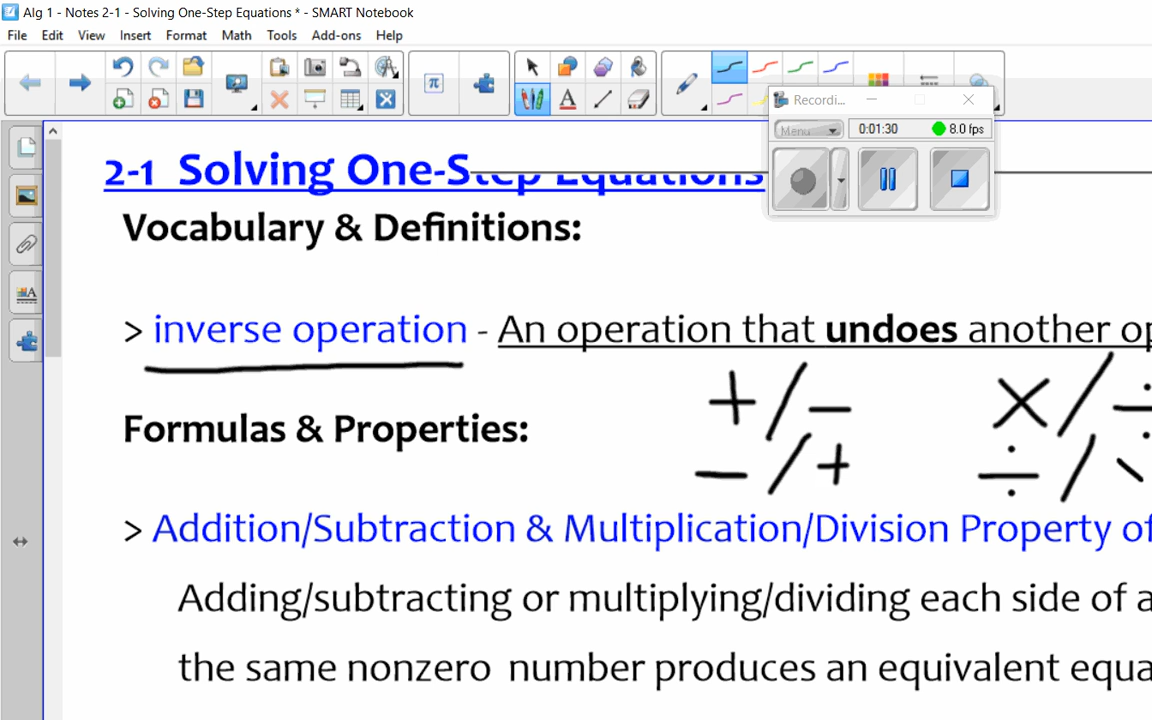 Alg 1 - Notes 2-1 - Solving One-Step Equations * - SMART Notebook
File Edit View Insert Format Math Tools Add-ons Help
π
A
Recordi...
Menu 0:01:30 8.0 fps
2-1 Solving One-Step Equations
Vocabulary & Definitions:
> inverse operation - An operation that undoes another op
+/− ×/÷
−/+ ÷/
Formulas & Properties:
> Addition/Subtraction & Multiplication/Division Property of
Adding/subtracting or multiplying/dividing each side of a
the same nonzero number produces an equivalent equa